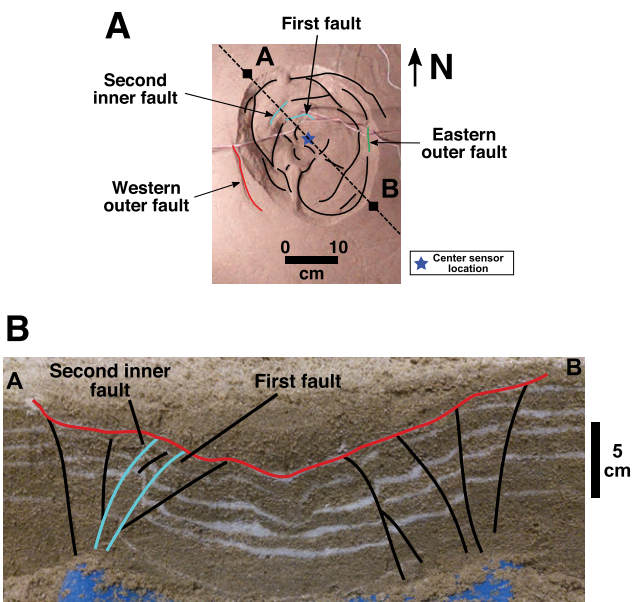 A
First fault
A
N
Second
inner fault
Eastern
outer fault
Western
outer fault
B
0 10
cm
Center sensor
location
B
A
Second inner
fault
First fault
B
5
cm